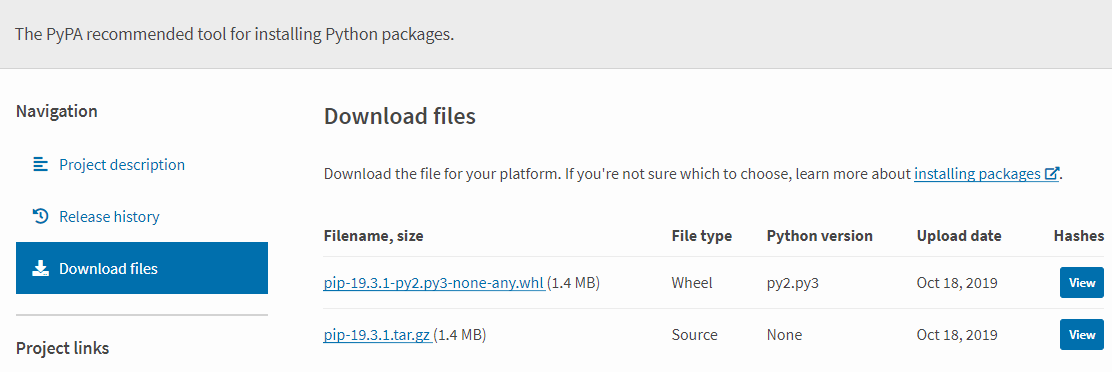 The PyPA recommended tool for installing Python packages.
Navigation
Project description
Release history
Download files
Project links
Download files
Download the file for your platform. If you're not sure which to choose, learn more about installing packages.
Filename, size File type Python version Upload date Hashes
pip-19.3.1-py2.py3-none-any.whl (1.4 MB) Wheel py2.py3 Oct 18, 2019 View
pip-19.3.1.tar.gz (1.4 MB) Source None Oct 18, 2019 View